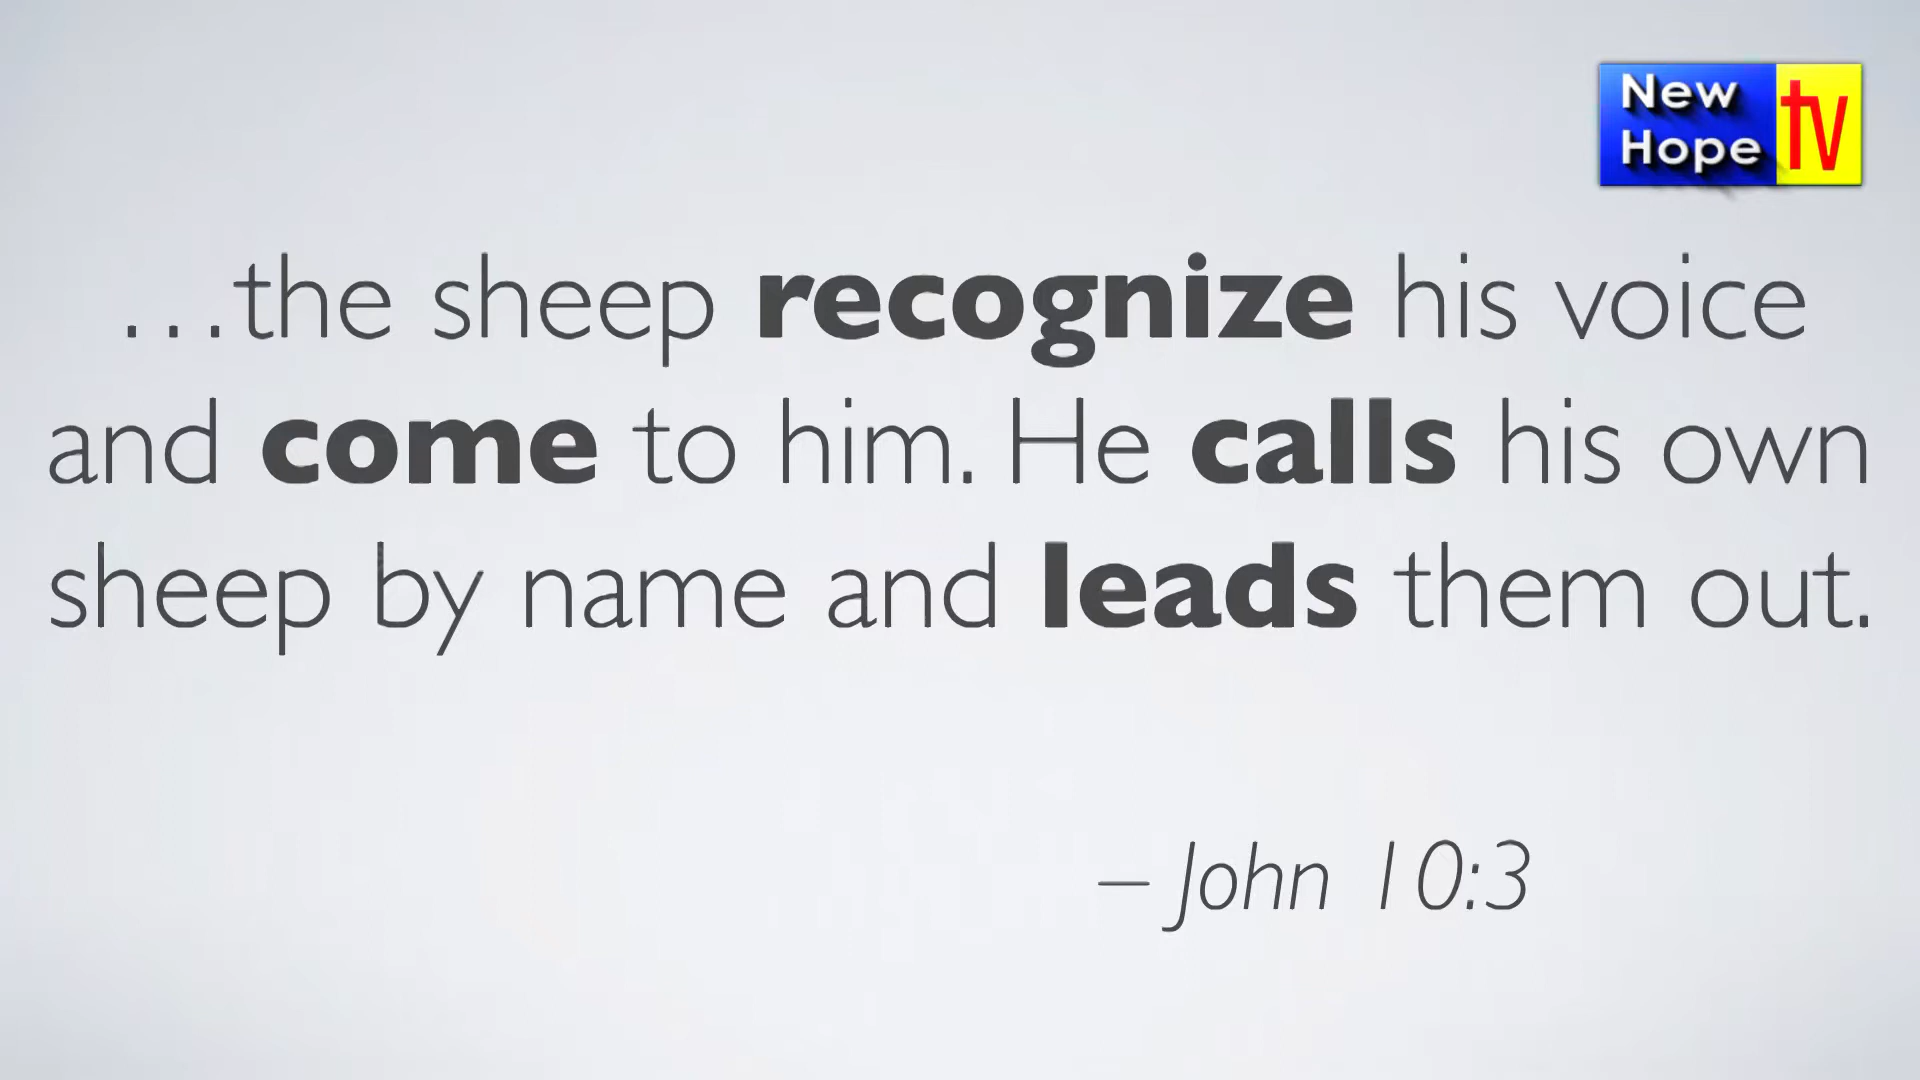 New
Hope
tv
…the sheep recognize his voice
and come to him. He calls his own
sheep by name and leads them out.
– John 10:3